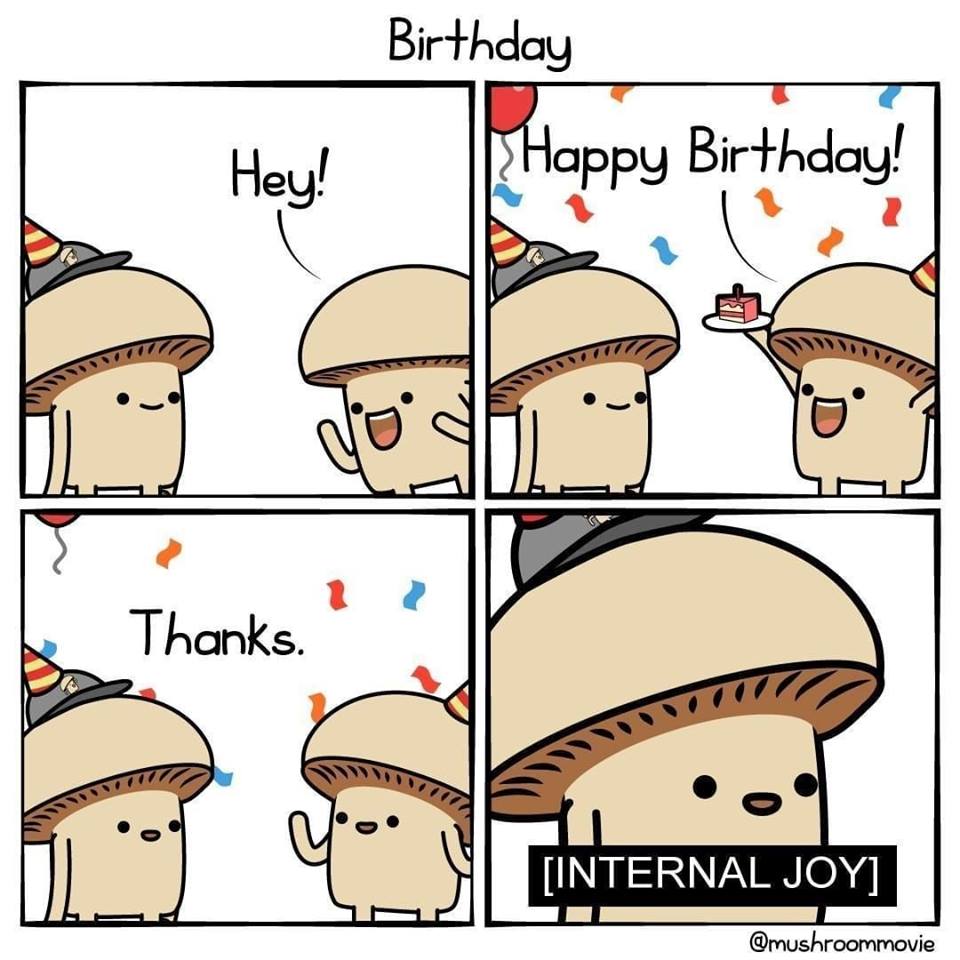 Birthday
Hey!
Happy Birthday!
Thanks.
[INTERNAL JOY]
@mushroommovie